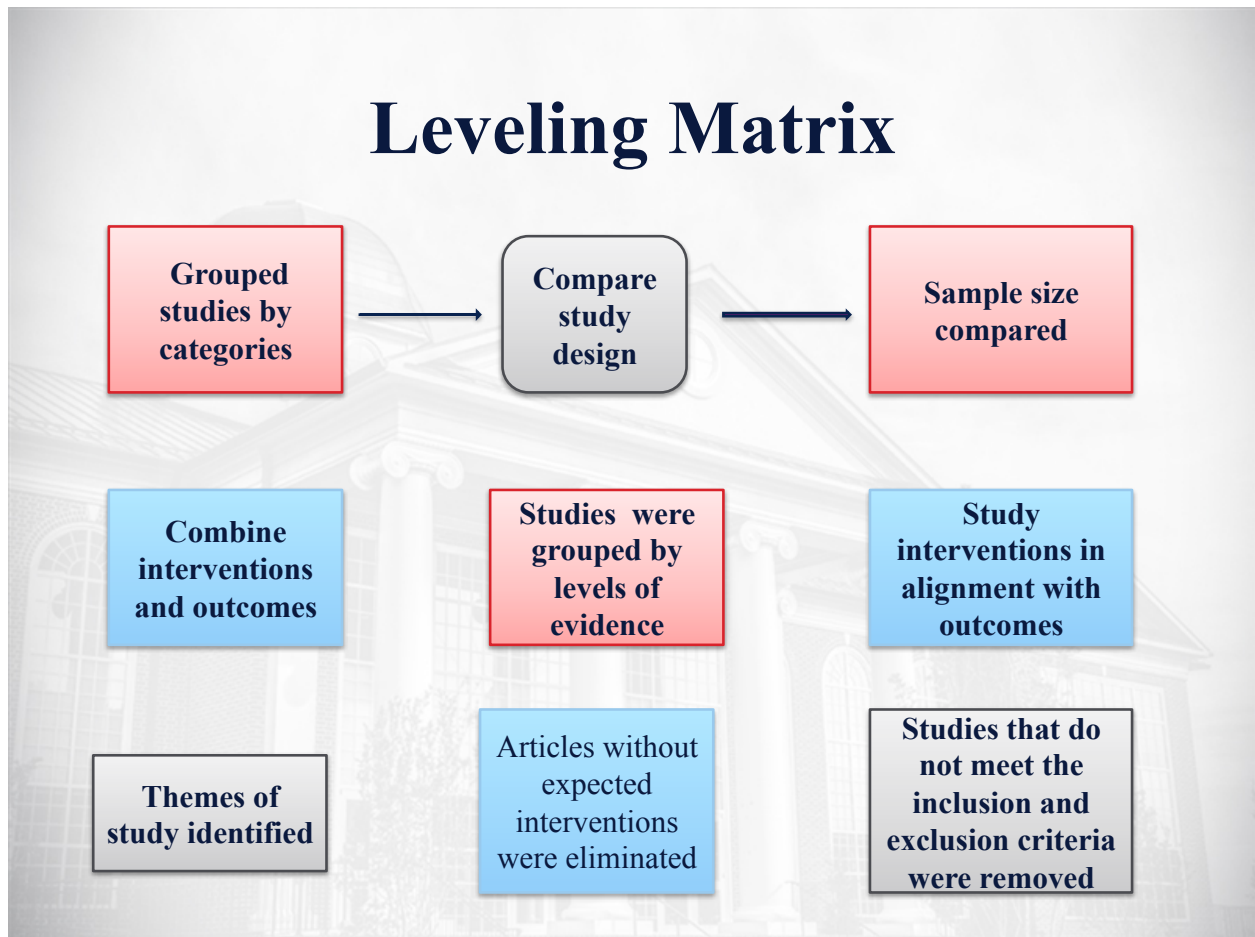 Leveling Matrix
Grouped
studies by
categories
Compare
study
design
Sample size
compared
Combine
interventions
and outcomes
Studies  were
grouped by
levels of
evidence
Study
interventions in
alignment with
outcomes
Themes of
study identified
Articles without
expected
interventions
were eliminated
Studies that do
not meet the
inclusion and
exclusion criteria
were removed